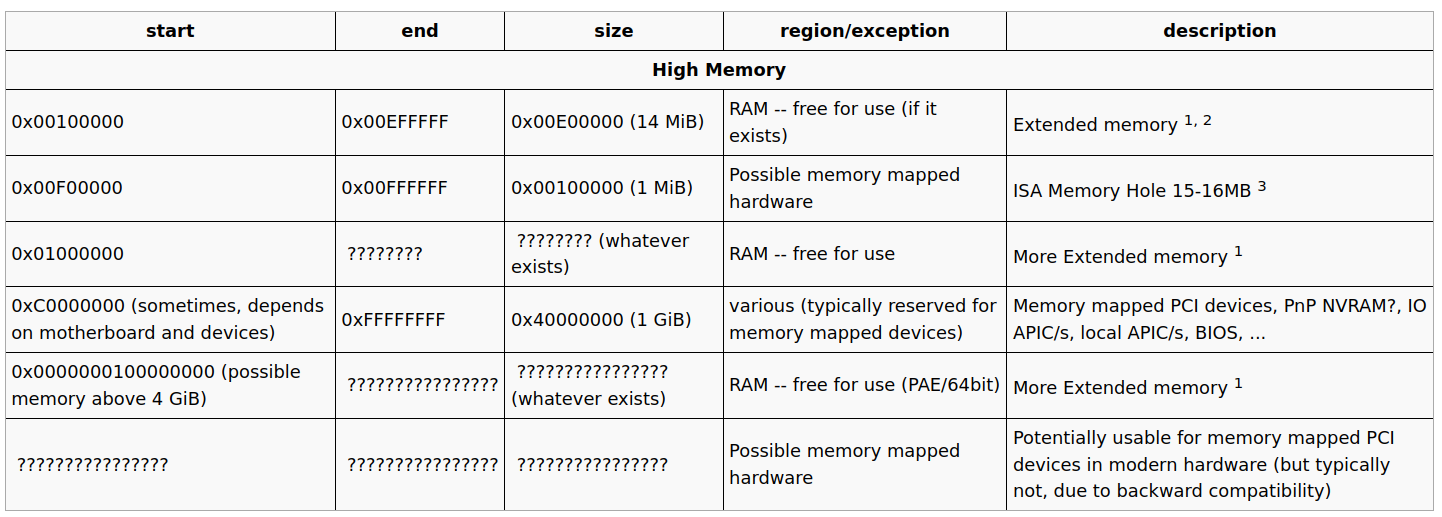 start end size region/exception description
High Memory
0x00100000 0x00EFFFFF 0x00E00000 (14 MiB) RAM -- free for use (if it
exists) Extended memory 1, 2
0x00F00000 0x00FFFFFF 0x00100000 (1 MiB) Possible memory mapped
hardware ISA Memory Hole 15-16MB 3
0x01000000 ???????? ???????? (whatever
exists) RAM -- free for use More Extended memory 1
0xC0000000 (sometimes, depends
on motherboard and devices) 0xFFFFFFFF 0x40000000 (1 GiB) various (typically reserved for
memory mapped devices) Memory mapped PCI devices, PnP NVRAM?, IO
APIC/s, local APIC/s, BIOS, ...
0x0000000100000000 (possible
memory above 4 GiB) ???????????????? ????????????????
(whatever exists) RAM -- free for use (PAE/64bit) More Extended memory 1
???????????????? ???????????????? ???????????????? Possible memory mapped
hardware Potentially usable for memory mapped PCI
devices in modern hardware (but typically
not, due to backward compatibility)